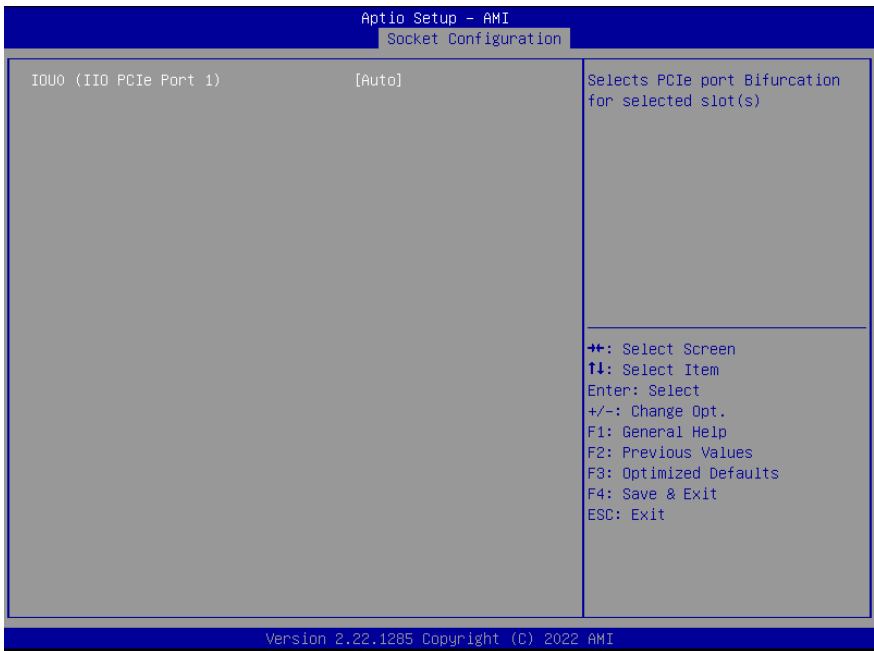 Aptio Setup – AMI
Socket Configuration
IOU0 (IIO PCIe Port 1) [Auto]
Selects PCIe port Bifurcation
for selected slot(s)
→←: Select Screen
↑↓: Select Item
Enter: Select
+/-: Change Opt.
F1: General Help
F2: Previous Values
F3: Optimized Defaults
F4: Save & Exit
ESC: Exit
Version 2.22.1285 Copyright (C) 2022 AMI